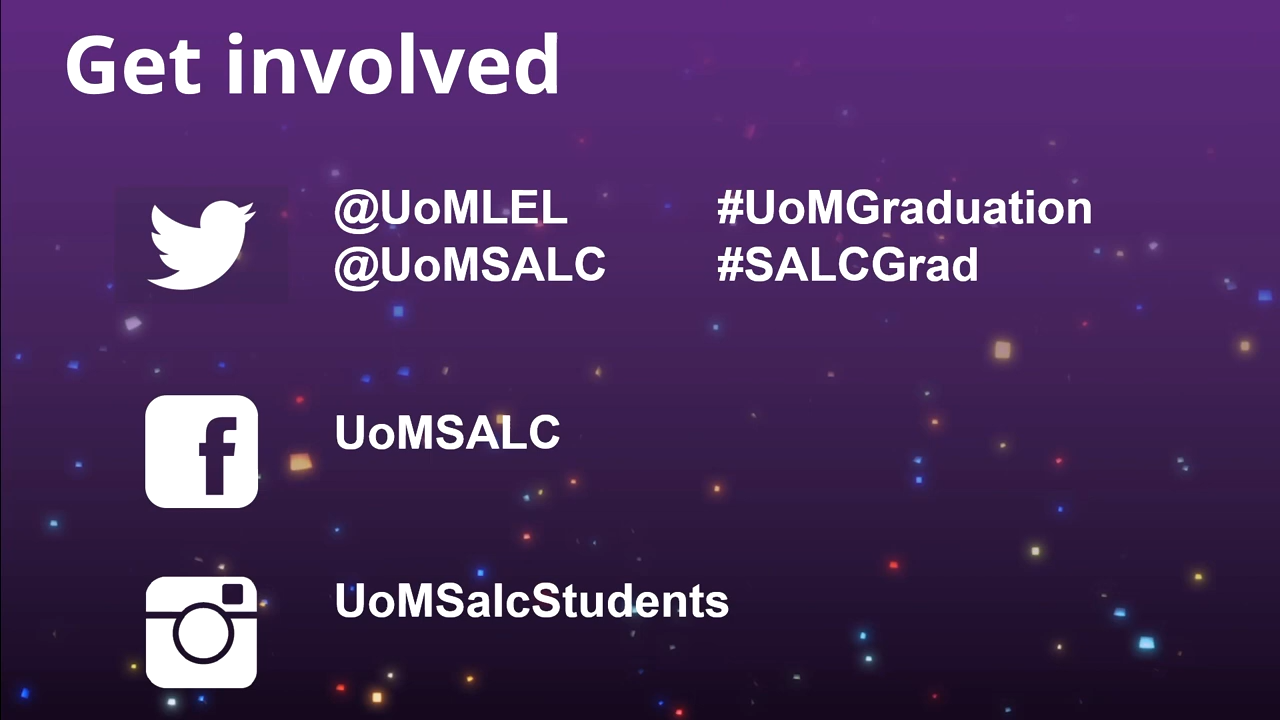 Get involved
@UoMLEL #UoMGraduation
@UoMSALC #SALCGrad
UoMSALC
UoMSalcStudents